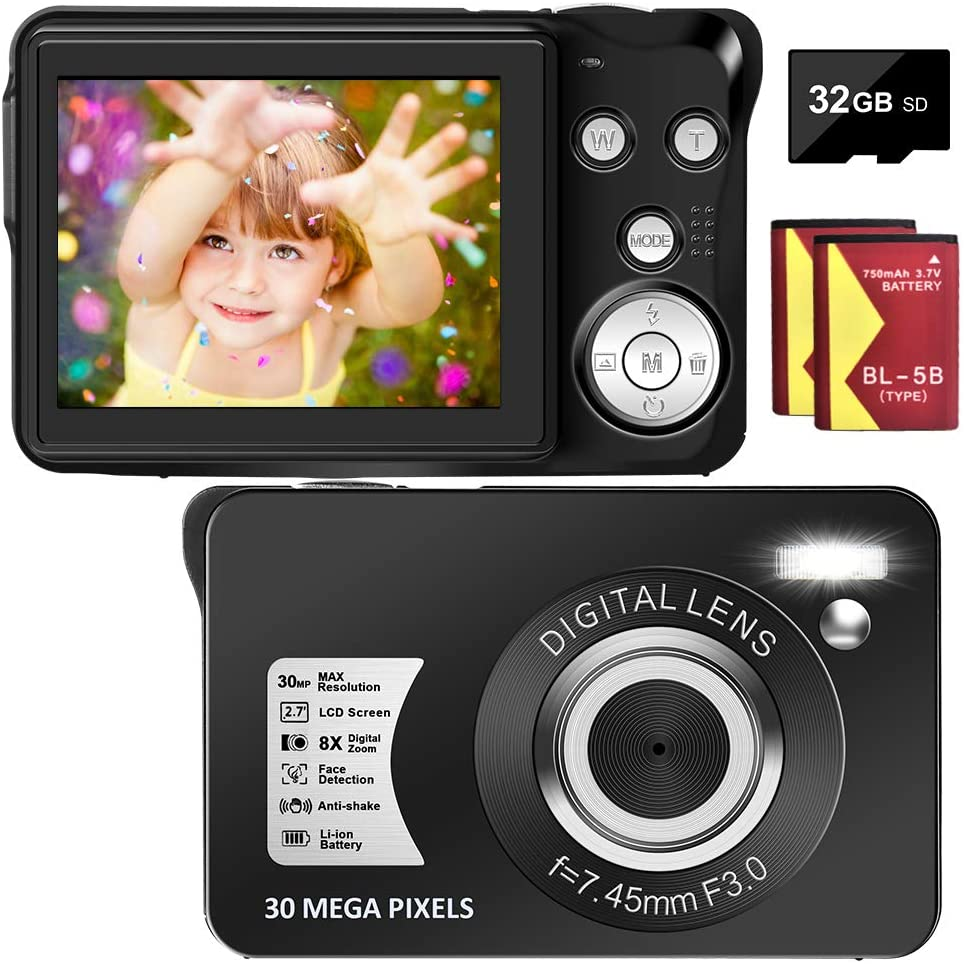 W
T
MODE
M
32GB SD
750mAh 3.7V
BATTERY
BL-5B
(TYPE)
DIGITAL LENS
f=7.45mm F3.0
30MP MAX
Resolution
2.7' LCD Screen
8X Digital
Zoom
Face
Detection
Anti-shake
Li-ion
Battery
30 MEGA PIXELS